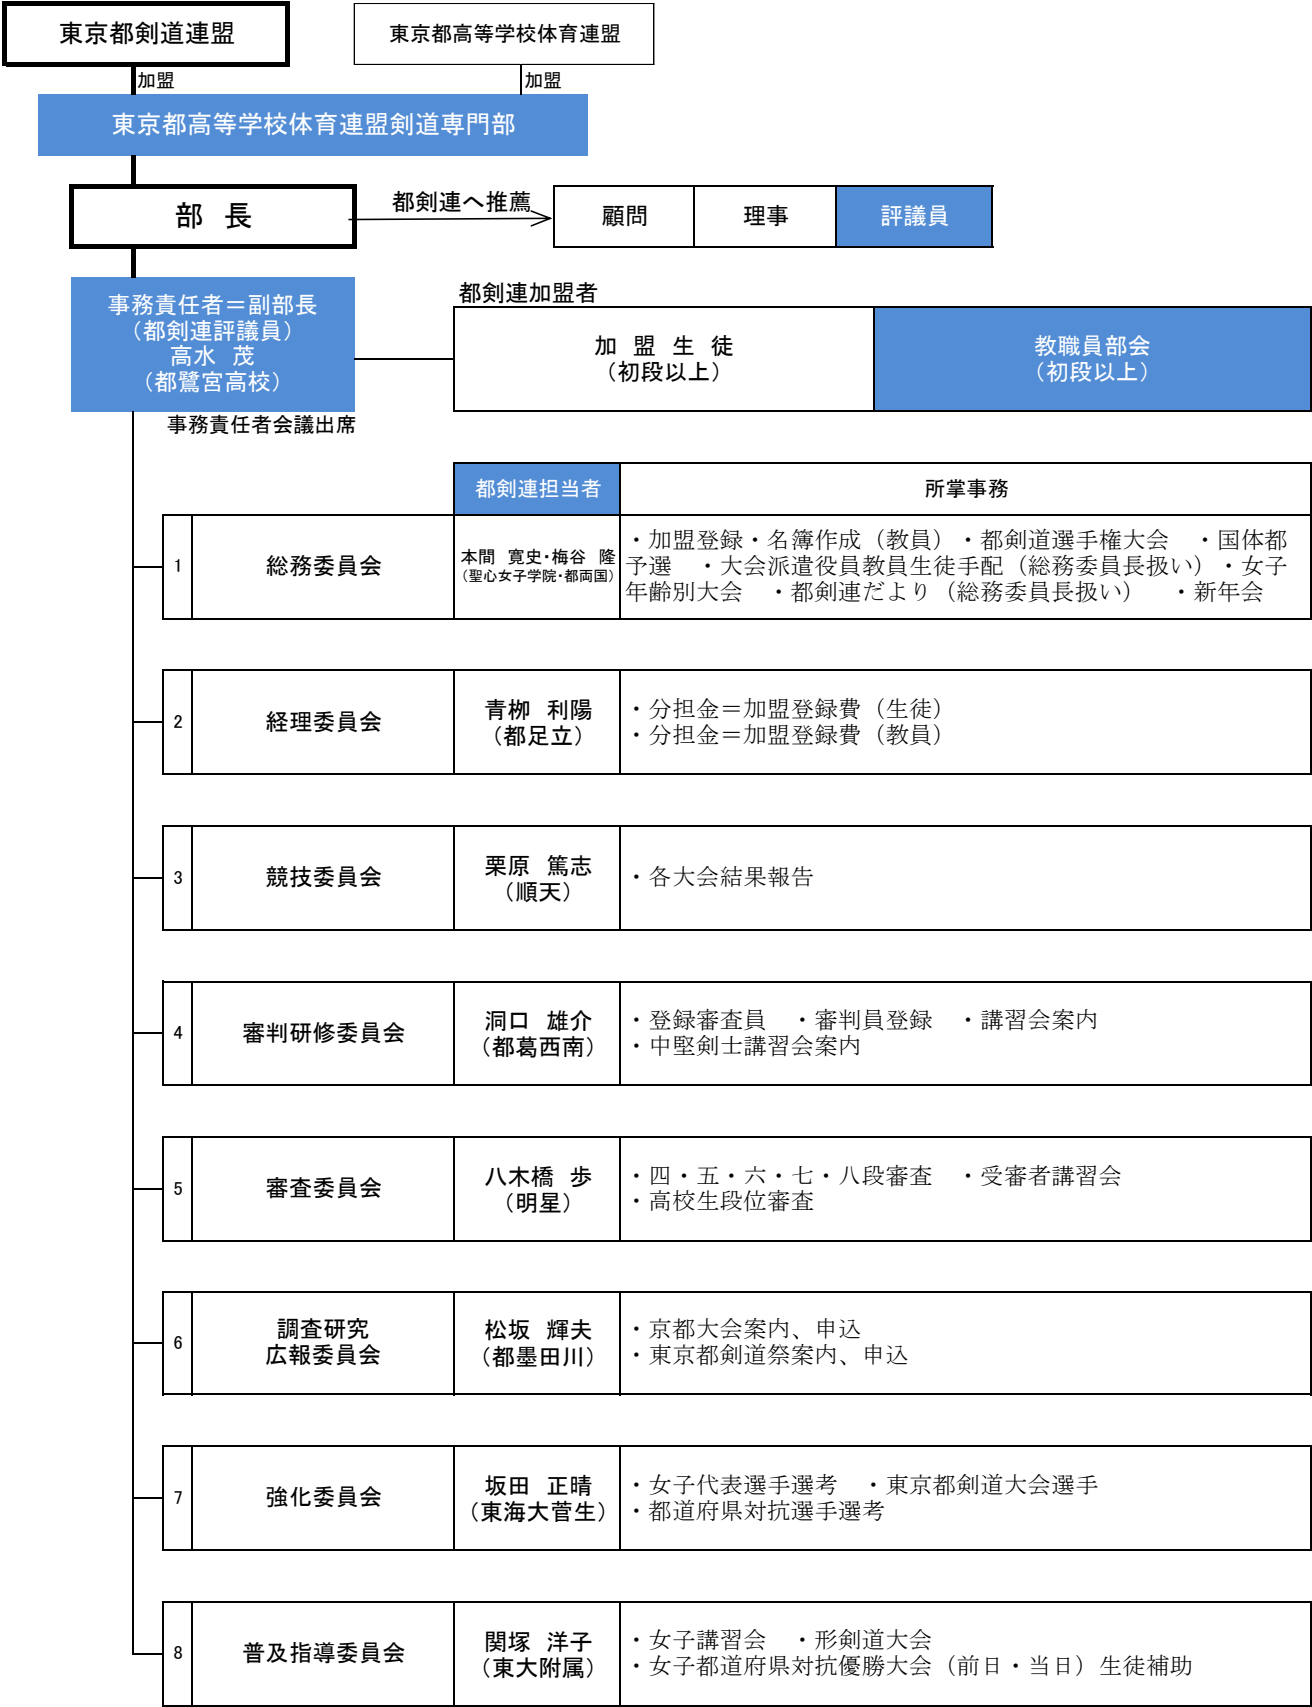 東京都剣道連盟
東京都高等学校体育連盟
加盟
加盟
東京都高等学校体育連盟剣道専門部
部　長
都剣連へ推薦
顧問
理事
評議員
事務責任者＝副部長
（都剣連評議員）
高水　茂
（都鷺宮高校）
事務責任者会議出席
都剣連加盟者
加　盟　生　徒
（初段以上）
教職員部会
（初段以上）
都剣連担当者
所掌事務
1
総務委員会
本間　寛史・梅谷　隆
（聖心女子学院・都両国）
・加盟登録・名簿作成（教員）・都剣道選手権大会　・国体都
予選　・大会派遣役員教員生徒手配（総務委員長扱い）・女子
年齢別大会　・都剣連だより（総務委員長扱い）　・新年会
2
経理委員会
青栁　利陽
（都足立）
・分担金＝加盟登録費（生徒）
・分担金＝加盟登録費（教員）
3
競技委員会
栗原　篤志
（順天）
・各大会結果報告
4
審判研修委員会
洞口　雄介
（都葛西南）
・登録審査員　・審判員登録　・講習会案内
・中堅剣士講習会案内
5
審査委員会
八木橋　歩
（明星）
・四・五・六・七・八段審査　・受審者講習会
・高校生段位審査
6
調査研究
広報委員会
松坂　輝夫
（都墨田川）
・京都大会案内、申込
・東京都剣道祭案内、申込
7
強化委員会
坂田　正晴
（東海大菅生）
・女子代表選手選考　・東京都剣道大会選手
・都道府県対抗選手選考
8
普及指導委員会
関塚　洋子
（東大附属）
・女子講習会　・形剣道大会
・女子都道府県対抗優勝大会（前日・当日）生徒補助